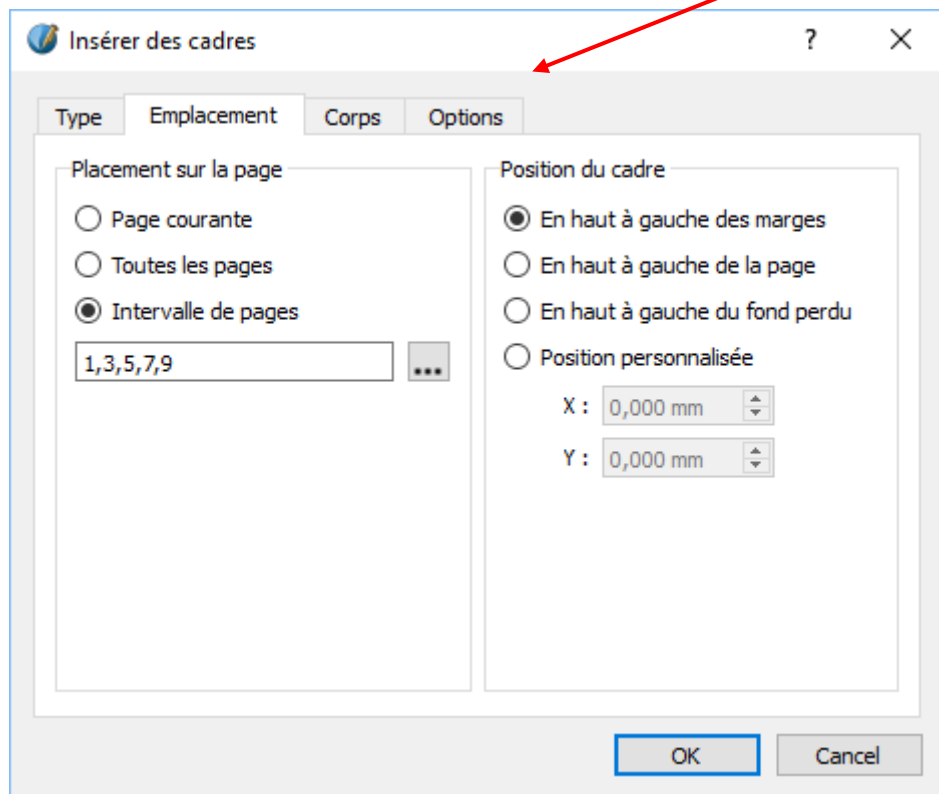 Insérer des cadres
?
Type
Emplacement
Corps
Options
Placement sur la page
Page courante
Toutes les pages
Intervalle de pages
1,3,5,7,9
...
Position du cadre
En haut à gauche des marges
En haut à gauche de la page
En haut à gauche du fond perdu
Position personnalisée
X : 0,000 mm
Y : 0,000 mm
OK
Cancel